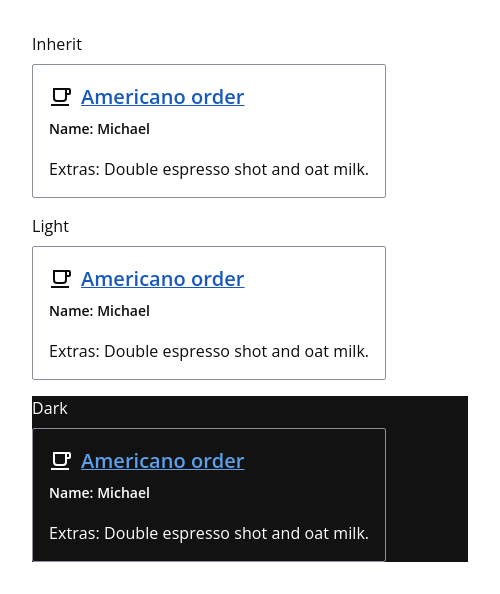 Inherit
Americano order
Name: Michael
Extras: Double espresso shot and oat milk.
Light
Americano order
Name: Michael
Extras: Double espresso shot and oat milk.
Dark
Americano order
Name: Michael
Extras: Double espresso shot and oat milk.